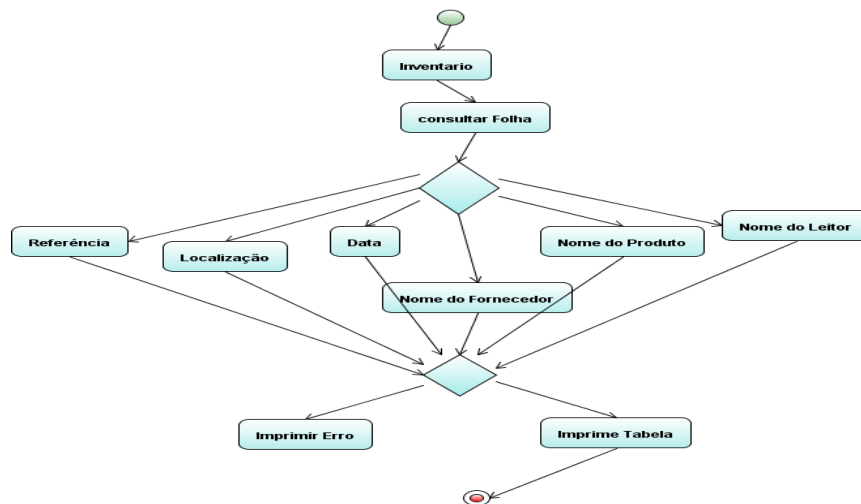 Inventario
consultar Folha
Referência
Localização
Data
Nome do Fornecedor
Nome do Produto
Nome do Leitor
Imprimir Erro
Imprime Tabela